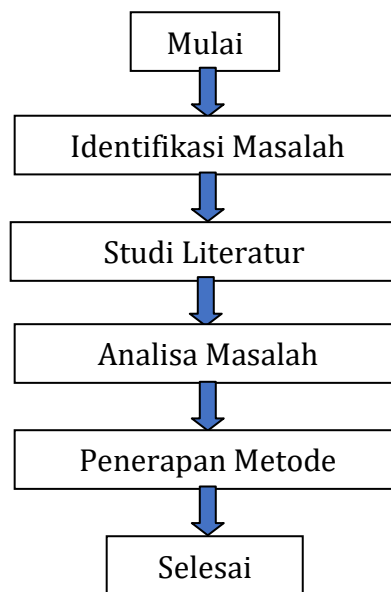 Mulai
Identifikasi Masalah
Studi Literatur
Analisa Masalah
Penerapan Metode
Selesai